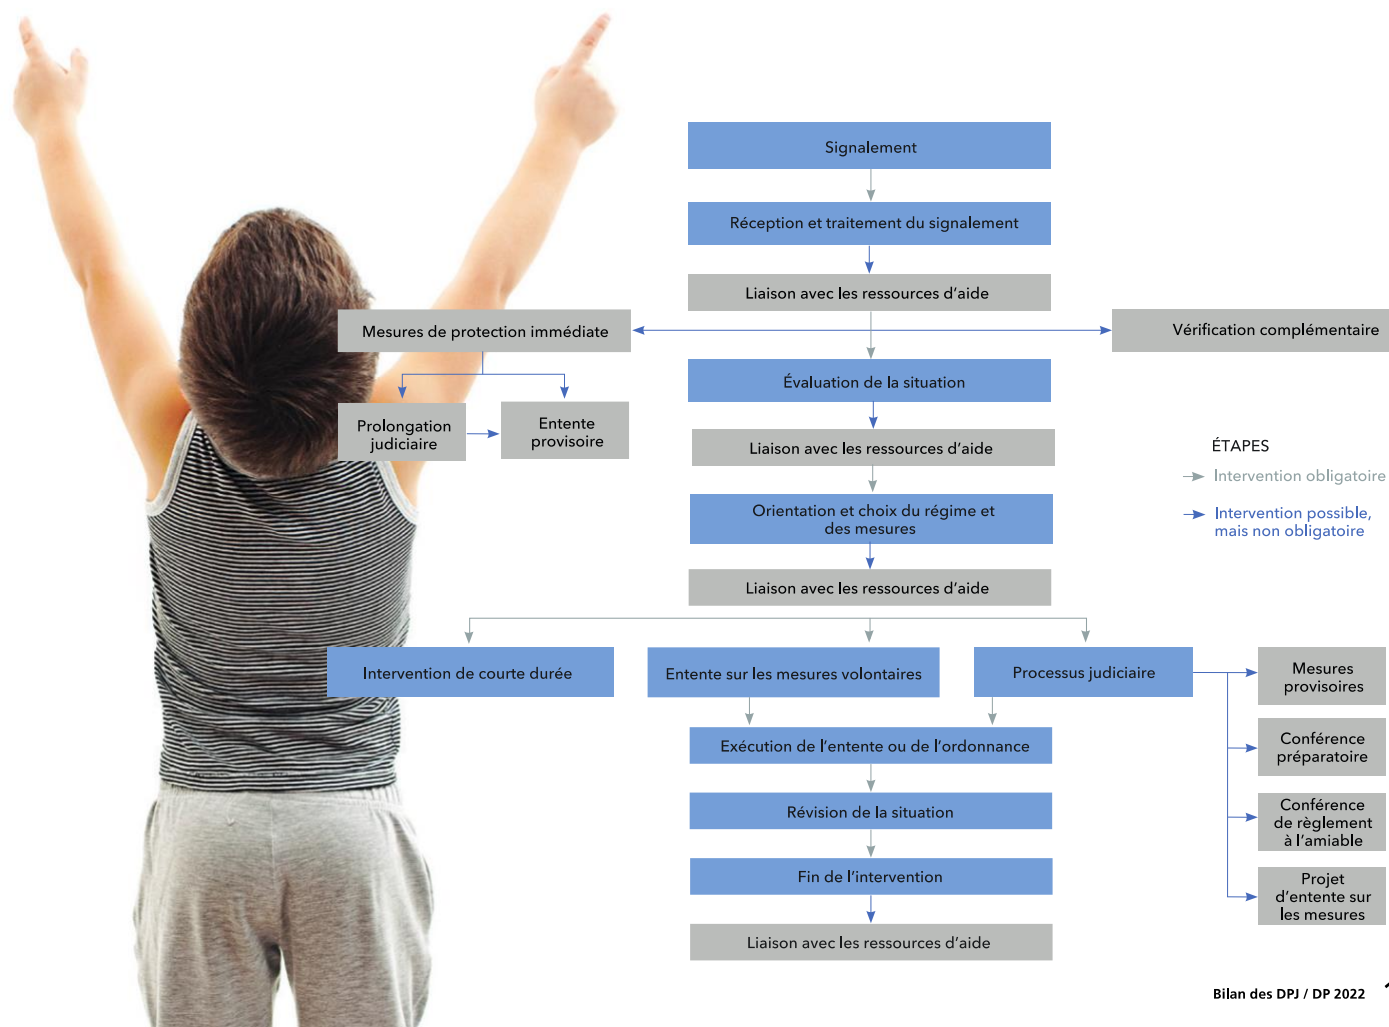 Signalement
Réception et traitement du signalement
Liaison avec les ressources d'aide
Mesures de protection immédiate
Vérification complémentaire
Évaluation de la situation
Prolongation
judiciaire
Entente
provisoire
Liaison avec les ressources d'aide
ÉTAPES
Intervention obligatoire
Intervention possible,
mais non obligatoire
Orientation et choix du régime et
des mesures
Liaison avec les ressources d'aide
Intervention de courte durée
Entente sur les mesures volontaires
Processus judiciaire
Mesures
provisoires
Conférence
préparatoire
Conférence
de règlement
à l'amiable
Projet
d'entente sur
les mesures
Exécution de l'entente ou de l'ordonnance
Révision de la situation
Fin de l'intervention
Liaison avec les ressources d'aide
Bilan des DPJ / DP 2022